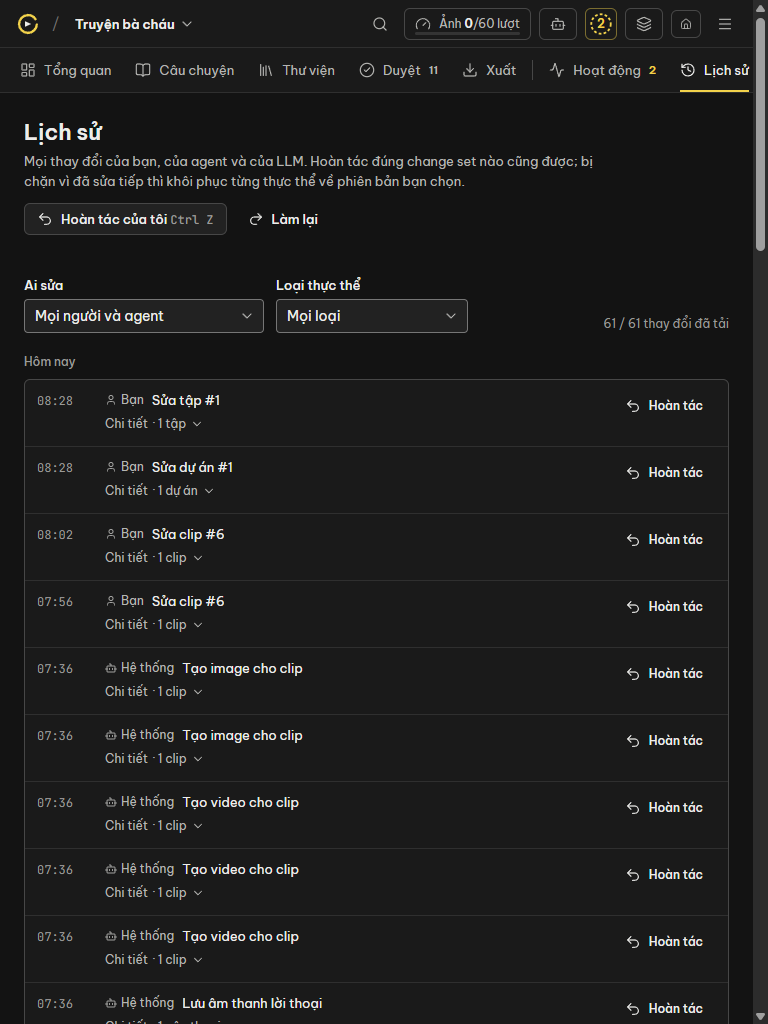 / Truyện bà cháu Ảnh 0/60 lượt 2
Tổng quan Câu chuyện Thư viện Duyệt 11 Xuất Hoạt động 2 Lịch sử
Lịch sử
Mọi thay đổi của bạn, của agent và của LLM. Hoàn tác đúng change set nào cũng được; bị
chặn vì đã sửa tiếp thì khôi phục từng thực thể về phiên bản bạn chọn.
Hoàn tác của tôi Ctrl Z Làm lại
Ai sửa Loại thực thể
Mọi người và agent Mọi loại 61 / 61 thay đổi đã tải
Hôm nay
08:28 Bạn Sửa tập #1 Hoàn tác
Chi tiết · 1 tập
08:28 Bạn Sửa dự án #1 Hoàn tác
Chi tiết · 1 dự án
08:02 Bạn Sửa clip #6 Hoàn tác
Chi tiết · 1 clip
07:56 Bạn Sửa clip #6 Hoàn tác
Chi tiết · 1 clip
07:36 Hệ thống Tạo image cho clip Hoàn tác
Chi tiết · 1 clip
07:36 Hệ thống Tạo image cho clip Hoàn tác
Chi tiết · 1 clip
07:36 Hệ thống Tạo video cho clip Hoàn tác
Chi tiết · 1 clip
07:36 Hệ thống Tạo video cho clip Hoàn tác
Chi tiết · 1 clip
07:36 Hệ thống Tạo video cho clip Hoàn tác
Chi tiết · 1 clip
07:36 Hệ thống Lưu âm thanh lời thoại Hoàn tác